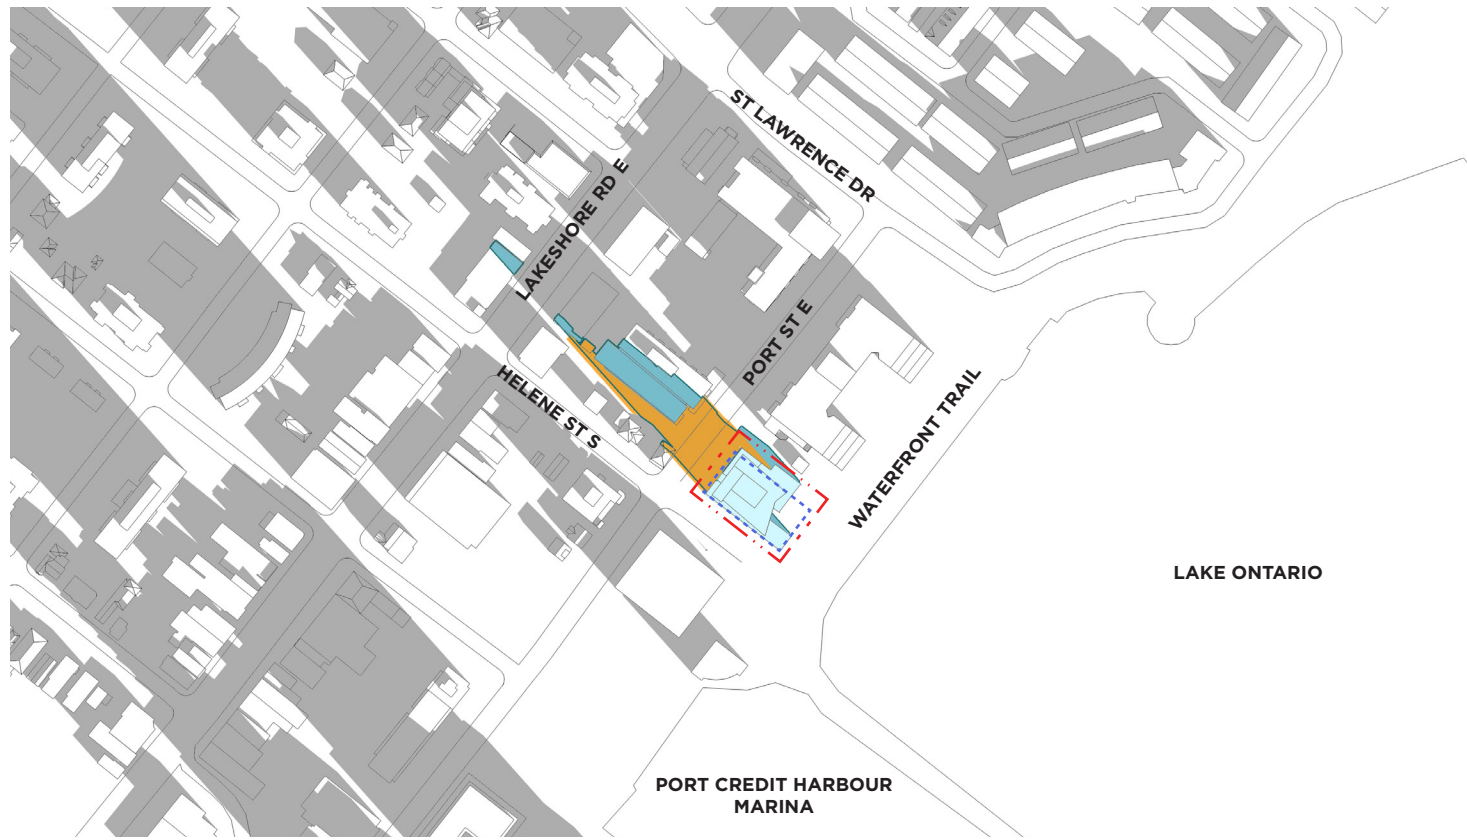 ST LAWRENCE DR
LAKESHORE RD E
PORT ST E
HELENE ST S
WATERFRONT TRAIL
LAKE ONTARIO
PORT CREDIT HARBOUR
MARINA